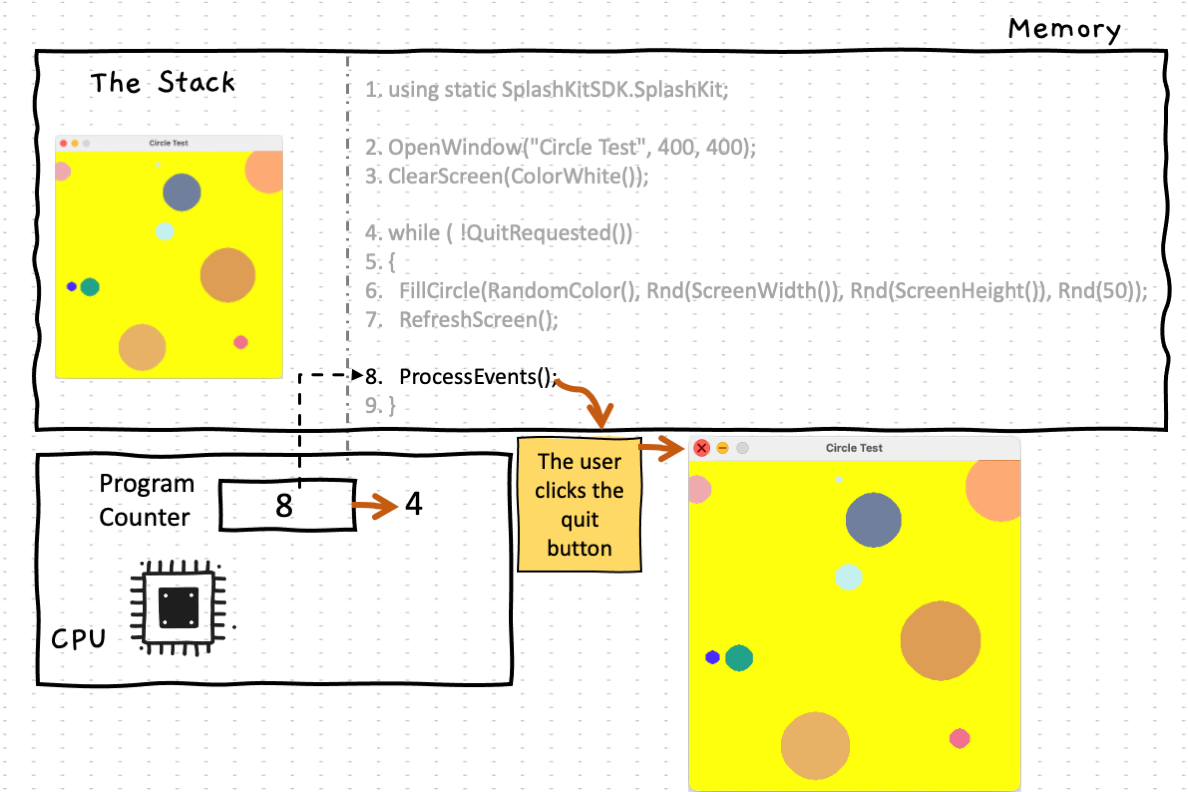 Memory
The Stack
Circle Test
1. using static SplashKitSDK.SplashKit;
2. OpenWindow("Circle Test", 400, 400);
3. ClearScreen(ColorWhite());
4. while ( !QuitRequested())
5. {
6. FillCircle(RandomColor(), Rnd(ScreenWidth()), Rnd(ScreenHeight()), Rnd(50));
7. RefreshScreen();
8. ProcessEvents();
9. }
Program
Counter
8
4
CPU
The user
clicks the
quit
button
Circle Test